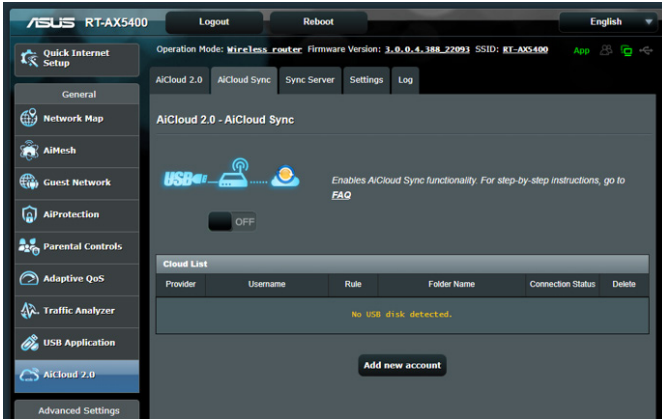 ASUS RT-AX5400 Logout Reboot English
Quick Internet Setup
Operation Mode: Wireless router Firmware Version: 3.0.0.4.388_22093 SSID: RT-AX5400 App
AiCloud 2.0 AiCloud Sync Sync Server Settings Log
General
Network Map
AiMesh
Guest Network
AiProtection
Parental Controls
Adaptive QoS
Traffic Analyzer
USB Application
AiCloud 2.0
Advanced Settings
AiCloud 2.0 - AiCloud Sync
USB
Enables AiCloud Sync functionality. For step-by-step instructions, go to
FAQ
OFF
Cloud List
Provider Username Rule Folder Name Connection Status Delete
No USB disk detected.
Add new account